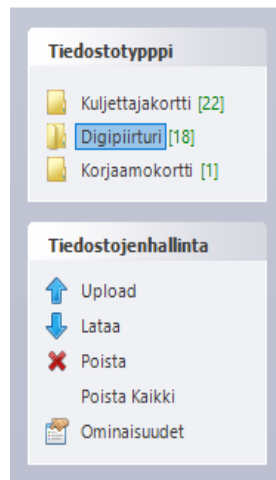 Tiedostotypppi
Kuljettajakortti [22]
Digipiirturi [18]
Korjaamokortti [1]
Tiedostojenhallinta
Upload
Lataa
Poista
Poista Kaikki
Ominaisuudet